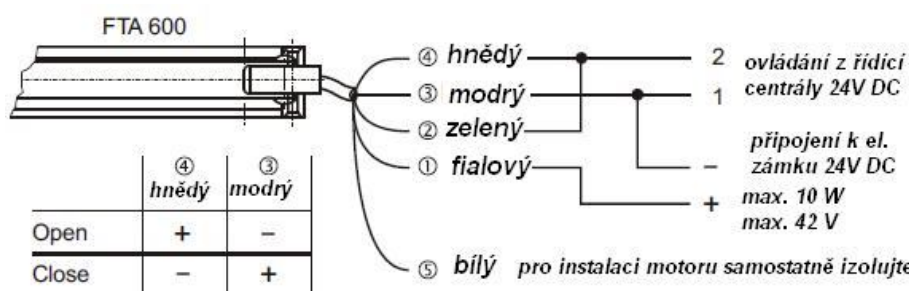 FTA 600
④ hnědý
2 ovládání z řídící
③ modrý
1 centrály 24V DC
② zelený
připojení k el.
① fialový
− zámku 24V DC
+ max. 10 W
max. 42 V
④ ③
hnědý modrý
Open + −
Close − +
⑤ bílý pro instalaci motoru samostatně izolujte